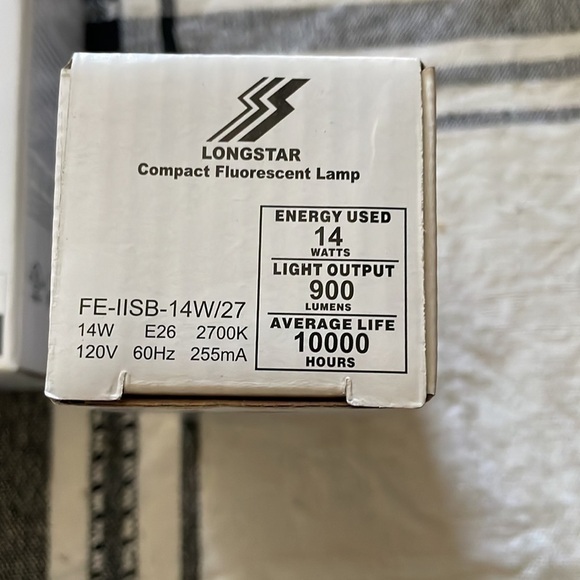 LONGSTAR
Compact Fluorescent Lamp
ENERGY USED
14
WATTS
LIGHT OUTPUT
900
LUMENS
AVERAGE LIFE
10000
HOURS
FE-IISB-14W/27
14W E26 2700K
120V 60Hz 255mA